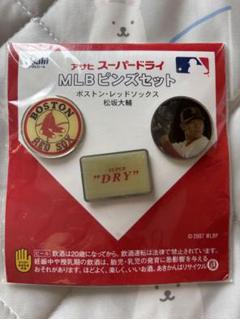 Asahi
アサヒ スーパードライ
MLBピンズセット
ボストン・レッドソックス
松坂大輔
BOSTON
RED SOX
SUPER
"DRY"
© 2007 MLBP
ビール 飲酒は20歳になってから。飲酒運転は法律で禁止されています。
妊娠中や授乳期の飲酒は、胎児・乳児の発育に悪影響を与える
おそれがあります。ほどよく、楽しく、いいお酒。あきかんはリサイクル